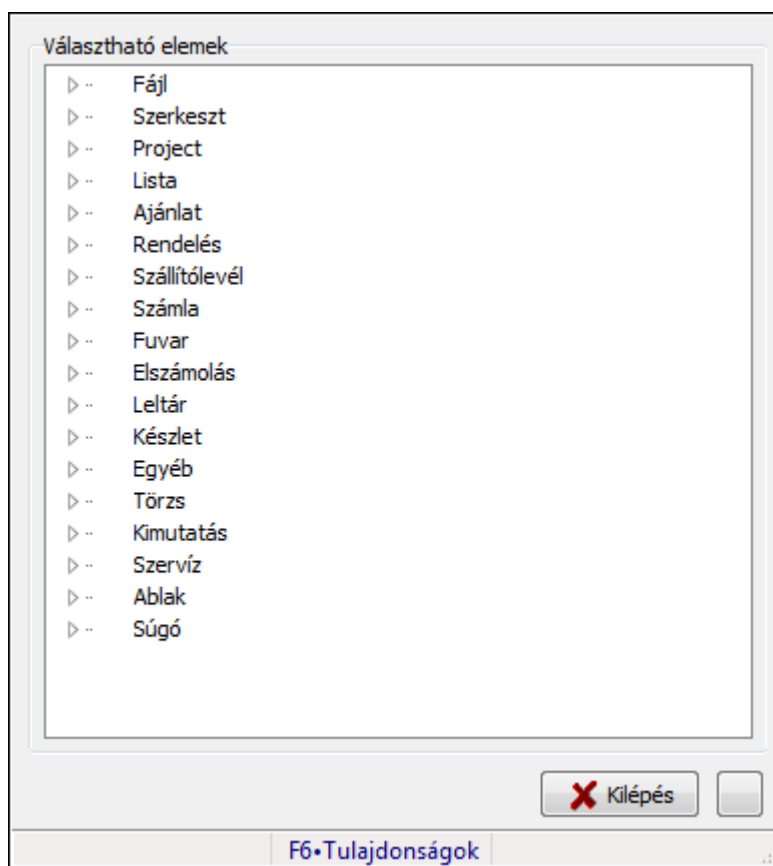 Választható elemek
Fájl
Szerkeszt
Project
Lista
Ajánlat
Rendelés
Szállítólevél
Számla
Fuvar
Elszámolás
Leltár
Készlet
Egyéb
Törzs
Kimutatás
Szervíz
Ablak
Súgó
Kilépés
F6•Tulajdonságok